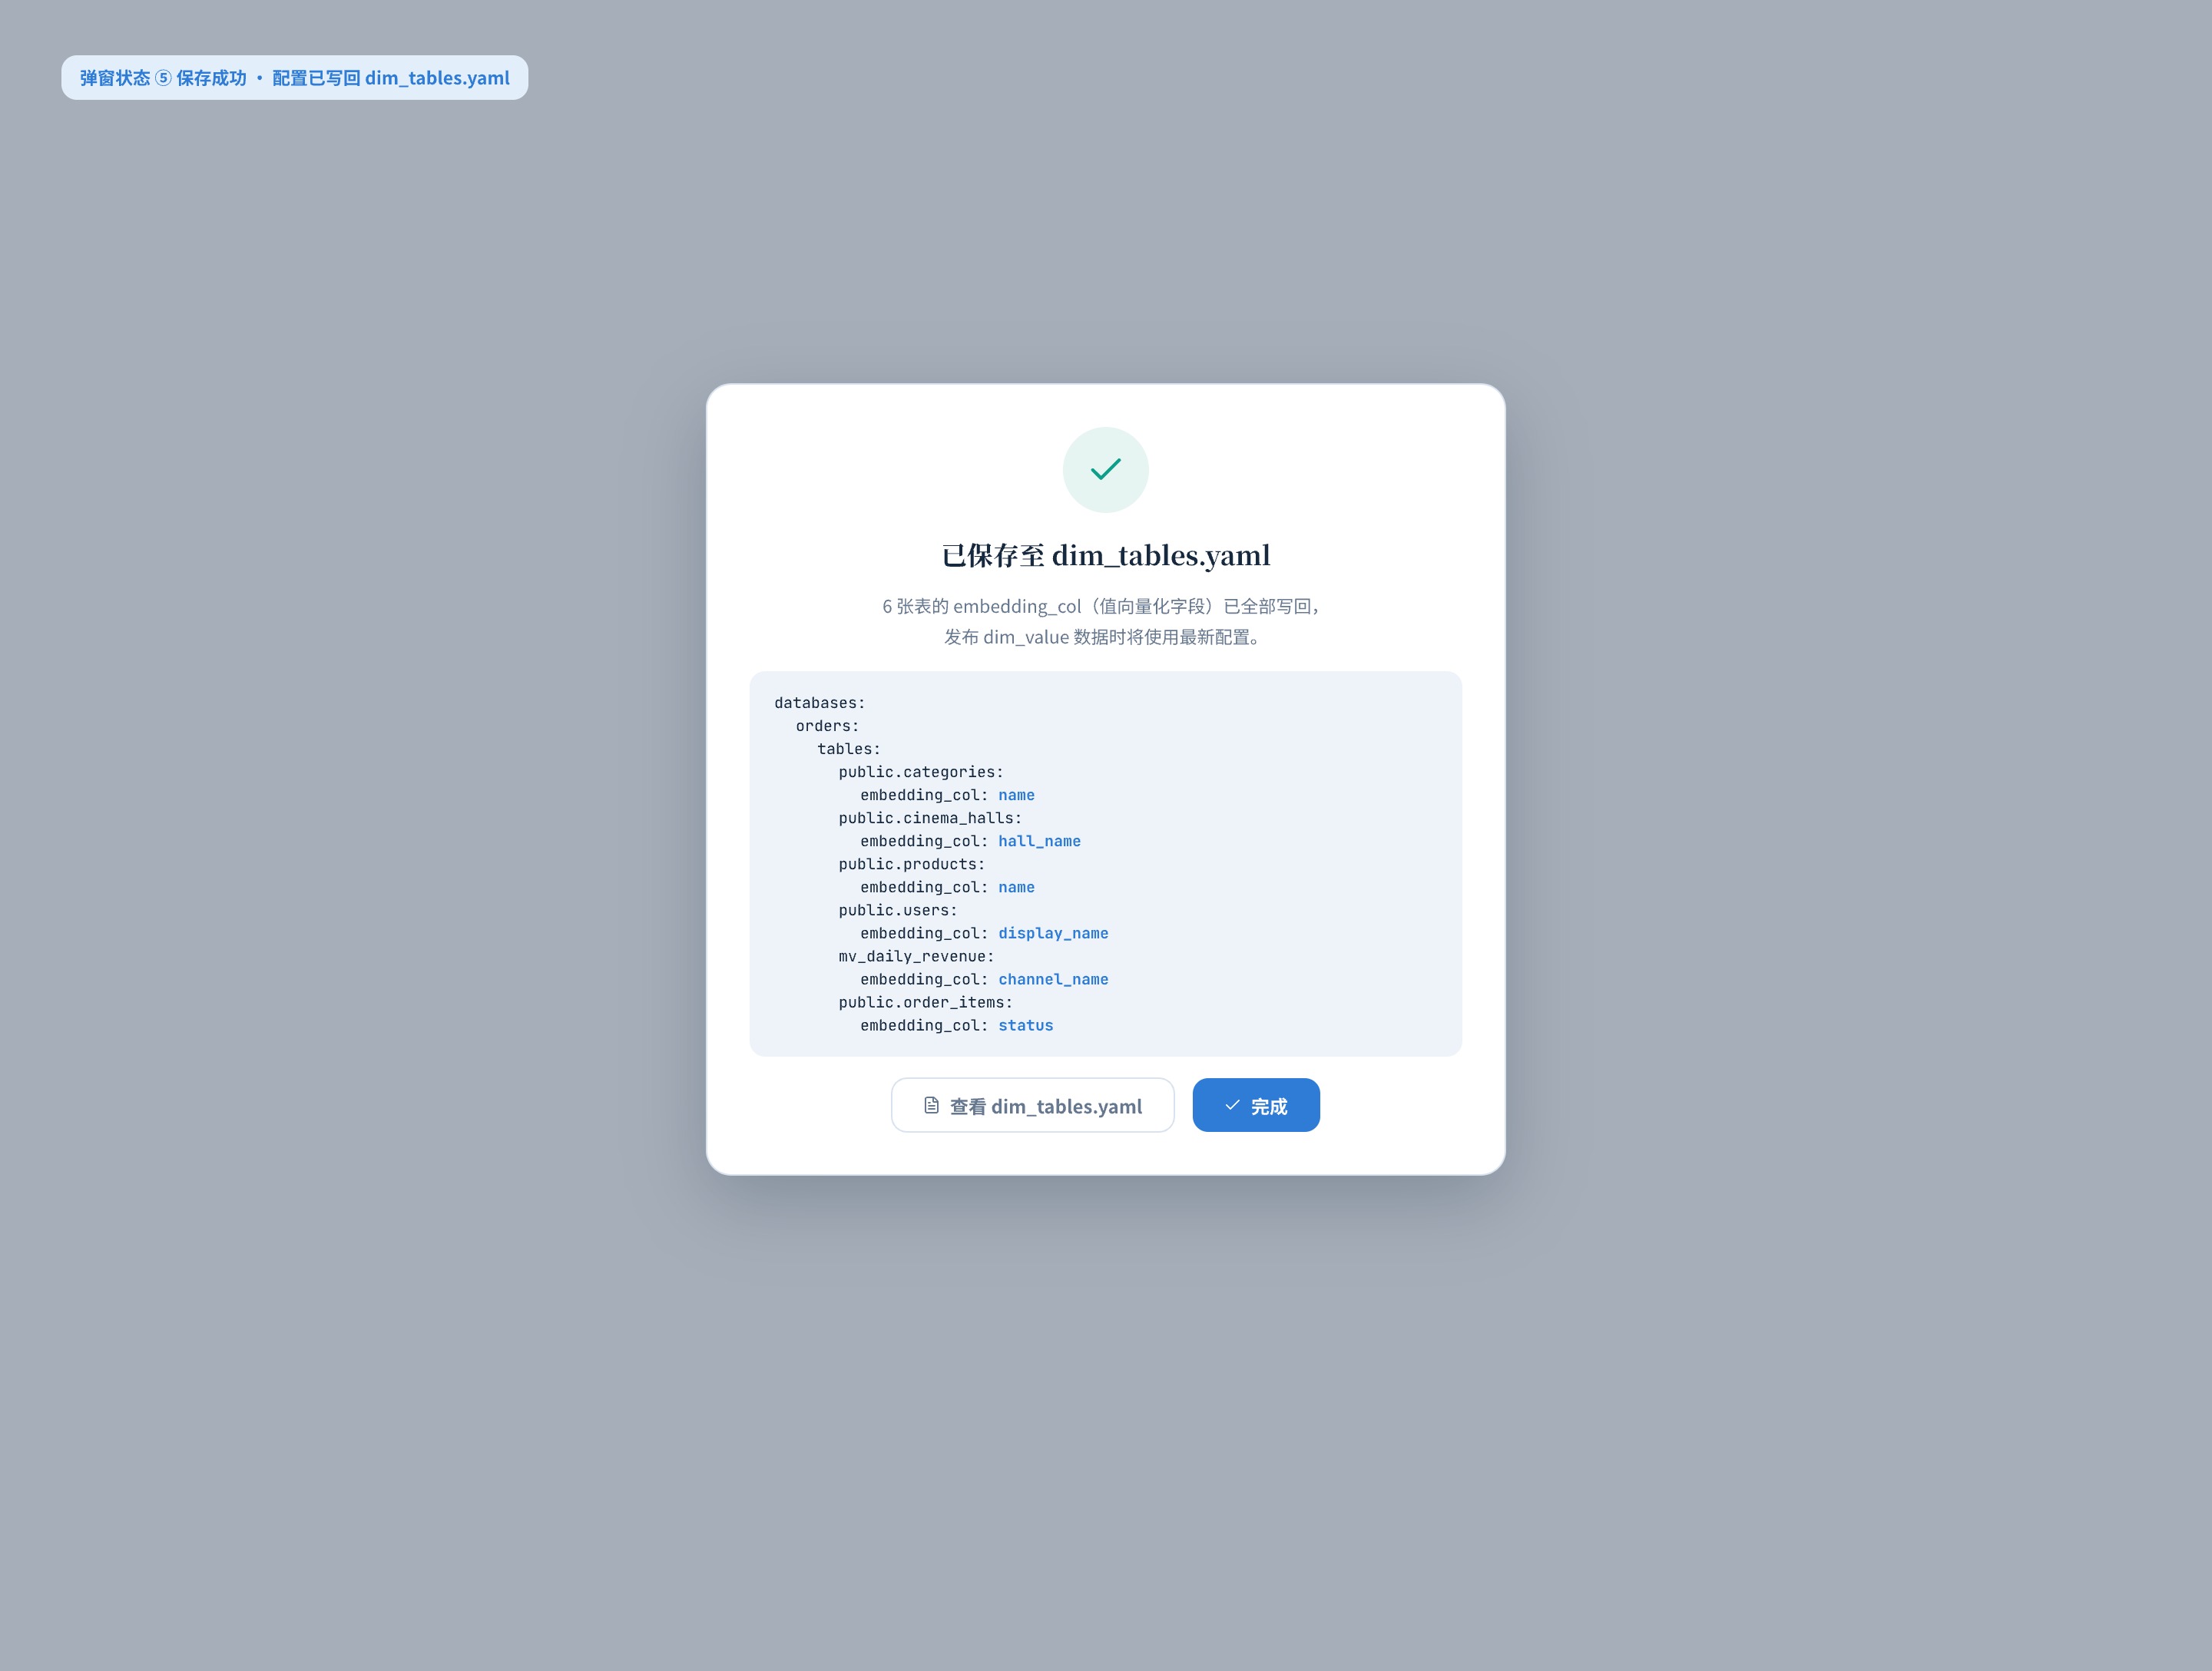 弹窗状态 ⑤ 保存成功 · 配置已写回 dim_tables.yaml
已保存至 dim_tables.yaml
6 张表的 embedding_col（值向量化字段）已全部写回，
发布 dim_value 数据时将使用最新配置。
databases:
  orders:
    tables:
      public.categories:
        embedding_col: name
      public.cinema_halls:
        embedding_col: hall_name
      public.products:
        embedding_col: name
      public.users:
        embedding_col: display_name
      mv_daily_revenue:
        embedding_col: channel_name
      public.order_items:
        embedding_col: status
查看 dim_tables.yaml
完成